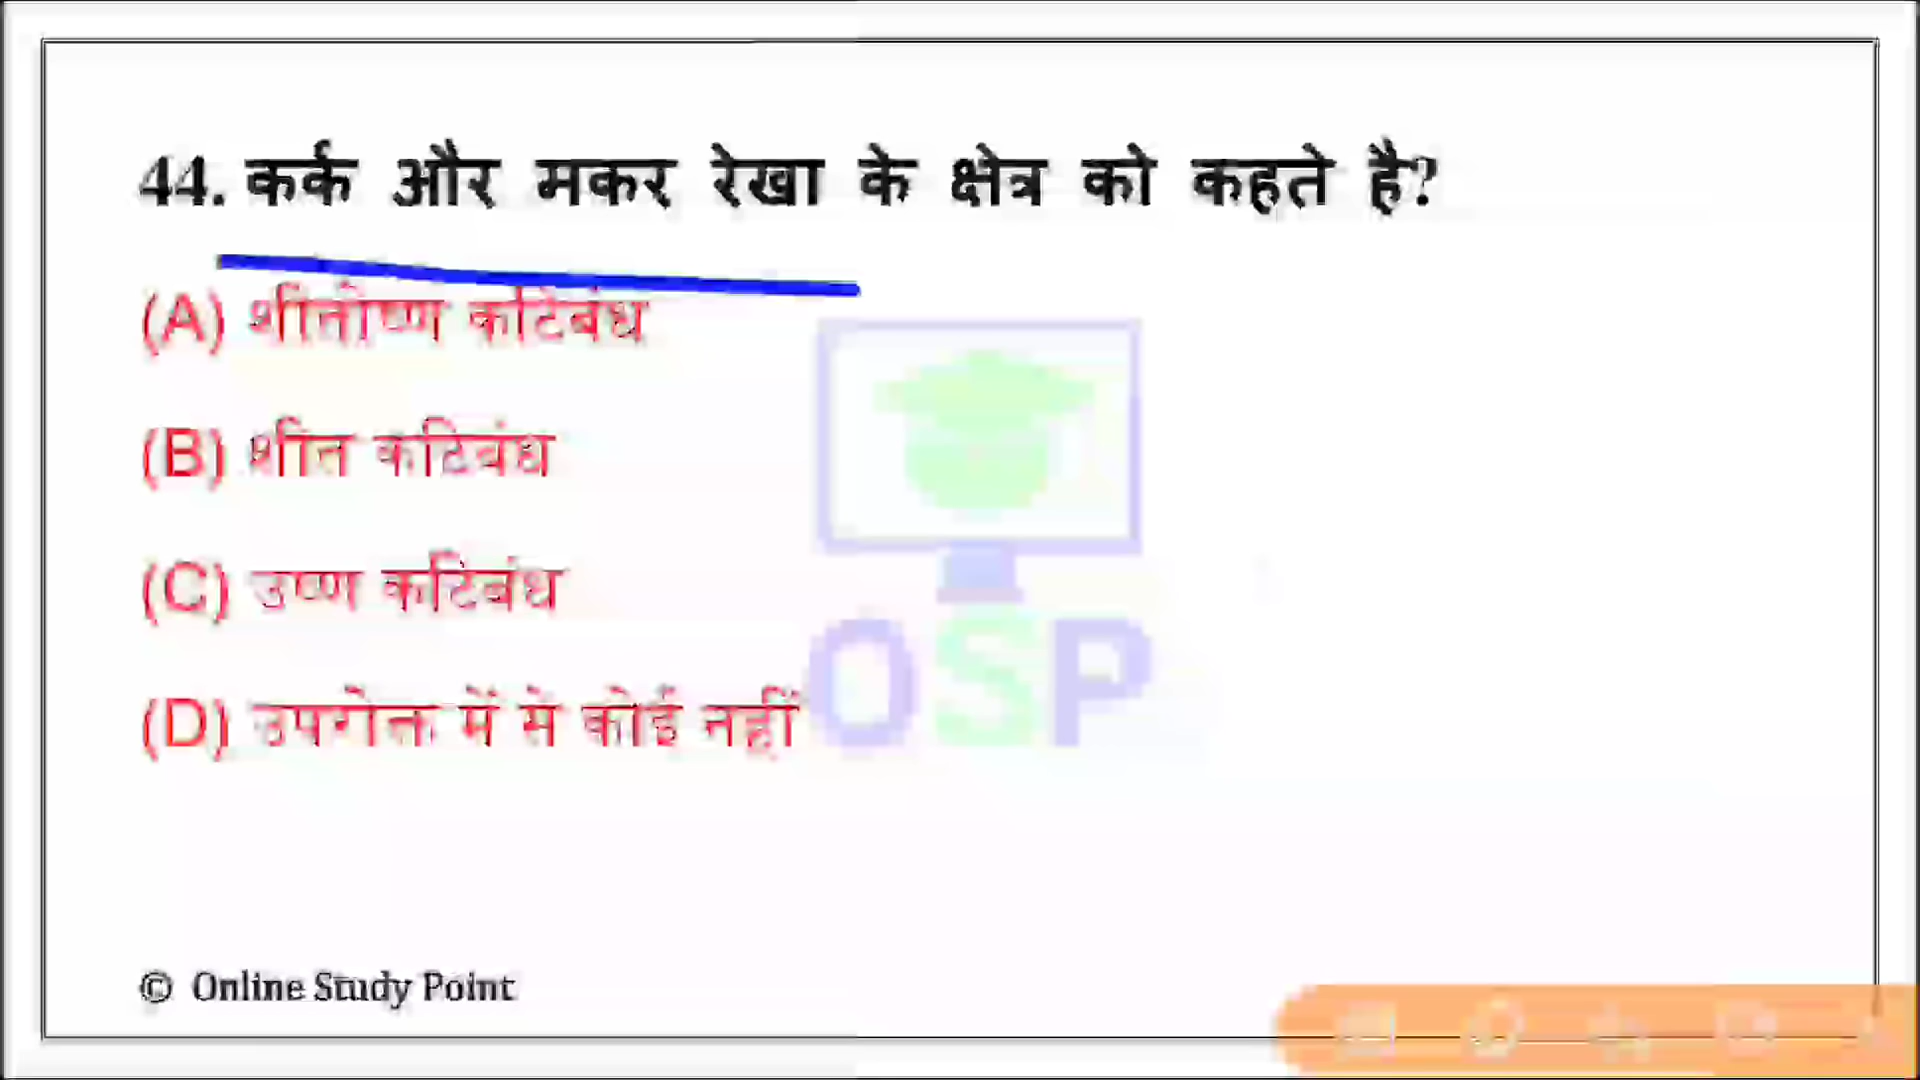 44. कर्क और मकर रेखा के क्षेत्र को कहते है?
(A) शीतोष्ण कटिबंध
(B) शीत कटिबंध
(C) उष्ण कटिबंध
(D) उपरोक्त में से कोई नहीं
OSP
© Online Study Point